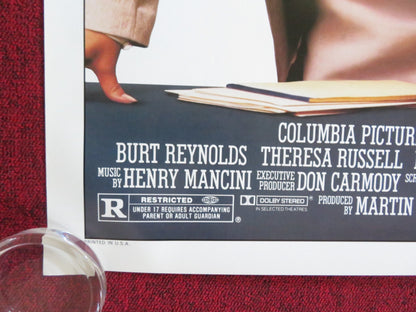 COLUMBIA PICTUR
BURT REYNOLDS THERESA RUSSELL
MUSIC BY HENRY MANCINI EXECUTIVE PRODUCER DON CARMODY SCR
R RESTRICTED
UNDER 17 REQUIRES ACCOMPANYING
PARENT OR ADULT GUARDIAN
DOLBY STEREO
IN SELECTED THEATRES
PRODUCED BY MARTIN
PRINTED IN U.S.A.